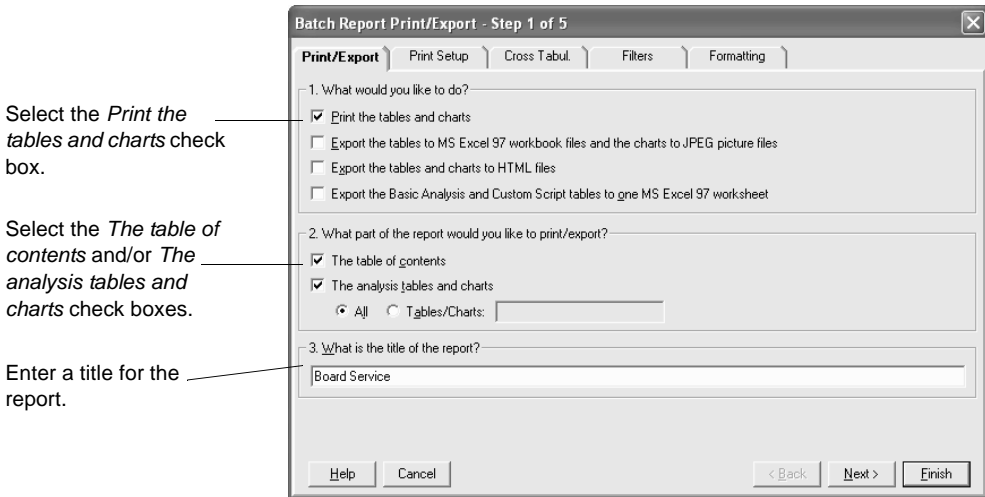 Batch Report Print/Export - Step 1 of 5
Print/Export
Print Setup
Cross Tabul.
Filters
Formatting
Select the Print the
tables and charts check
box.
1. What would you like to do?
Print the tables and charts
Export the tables to MS Excel 97 workbook files and the charts to JPEG picture files
Export the tables and charts to HTML files
Export the Basic Analysis and Custom Script tables to one MS Excel 97 worksheet
Select the The table of
contents and/or The
analysis tables and
charts check boxes.
2. What part of the report would you like to print/export?
The table of contents
The analysis tables and charts
All
Tables/Charts:
Enter a title for the
report.
3. What is the title of the report?
Board Service
Help
Cancel
< Back
Next >
Finish